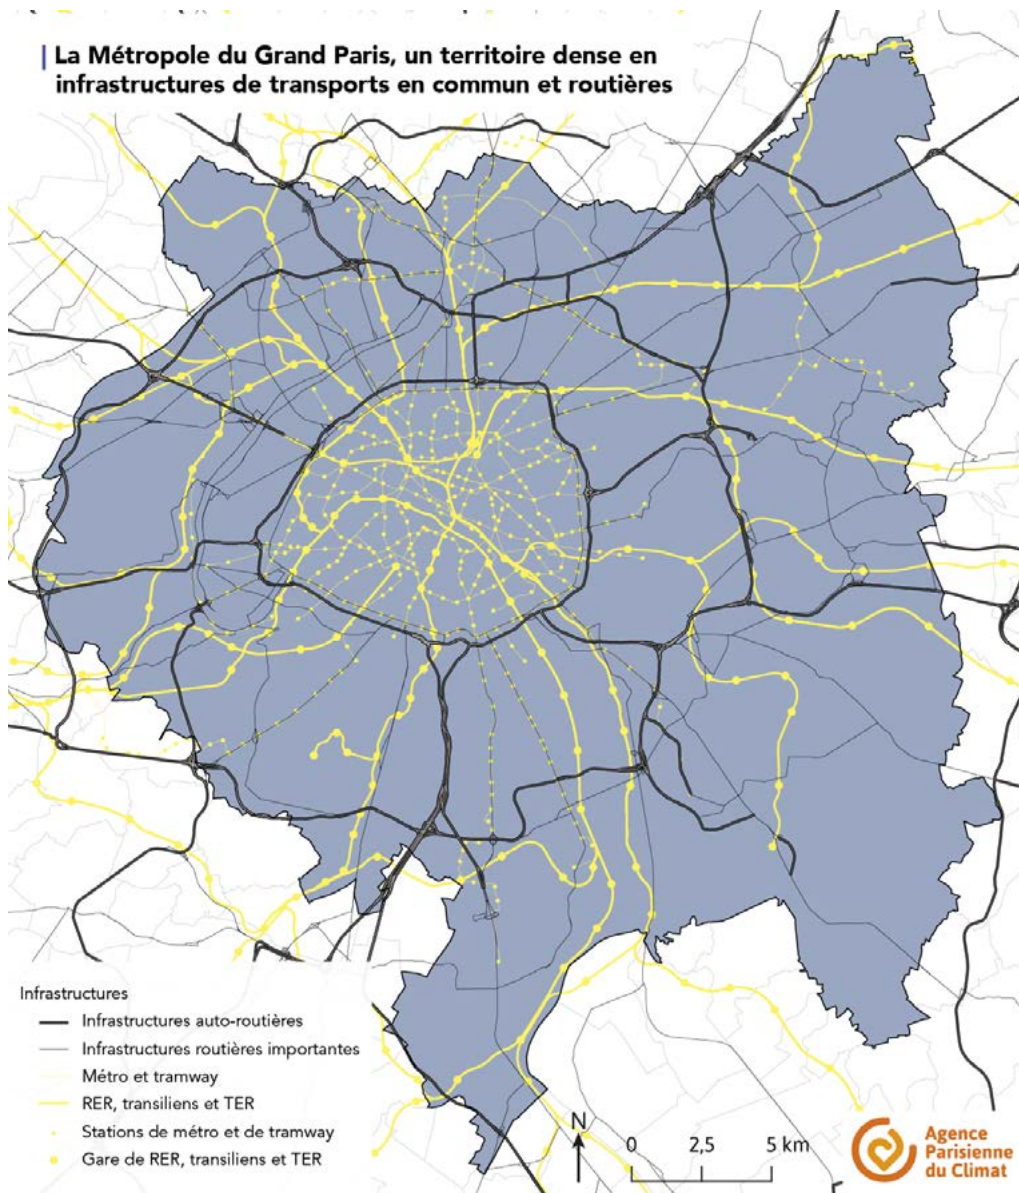 La Métropole du Grand Paris, un territoire dense en
infrastructures de transports en commun et routières
Infrastructures
Infrastructures auto-routières
Infrastructures routières importantes
Métro et tramway
RER, transiliens et TER
Stations de métro et de tramway
Gare de RER, transiliens et TER
N
0 2,5 5 km
Agence
Parisienne
du Climat